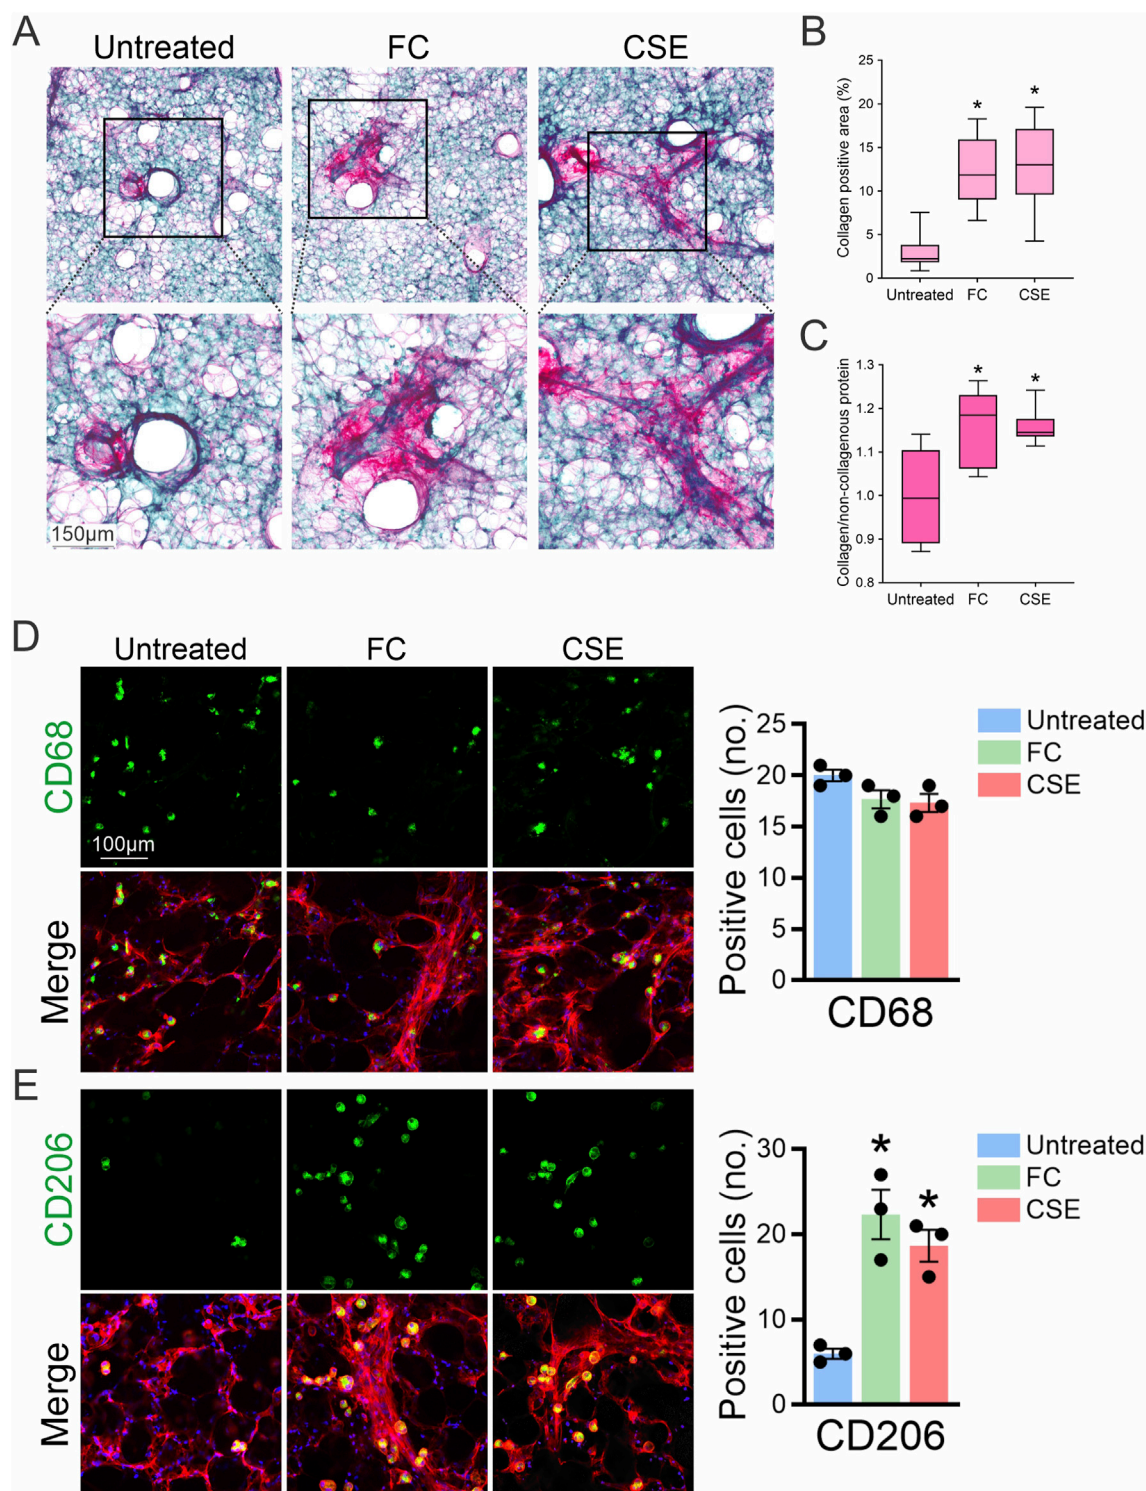 A
Untreated
FC
CSE
150µm
B
Collagen positive area (%)
25
20
15
10
5
0
*
*
Untreated
FC
CSE
C
Collagen/non-collagenous protein
1.3
1.2
1.1
1.0
0.9
0.8
*
*
Untreated
FC
CSE
D
Untreated
FC
CSE
CD68
100µm
Merge
Positive cells (no.)
25
20
15
10
5
0
CD68
Untreated
FC
CSE
E
CD206
Merge
Positive cells (no.)
30
20
10
0
*
*
CD206
Untreated
FC
CSE